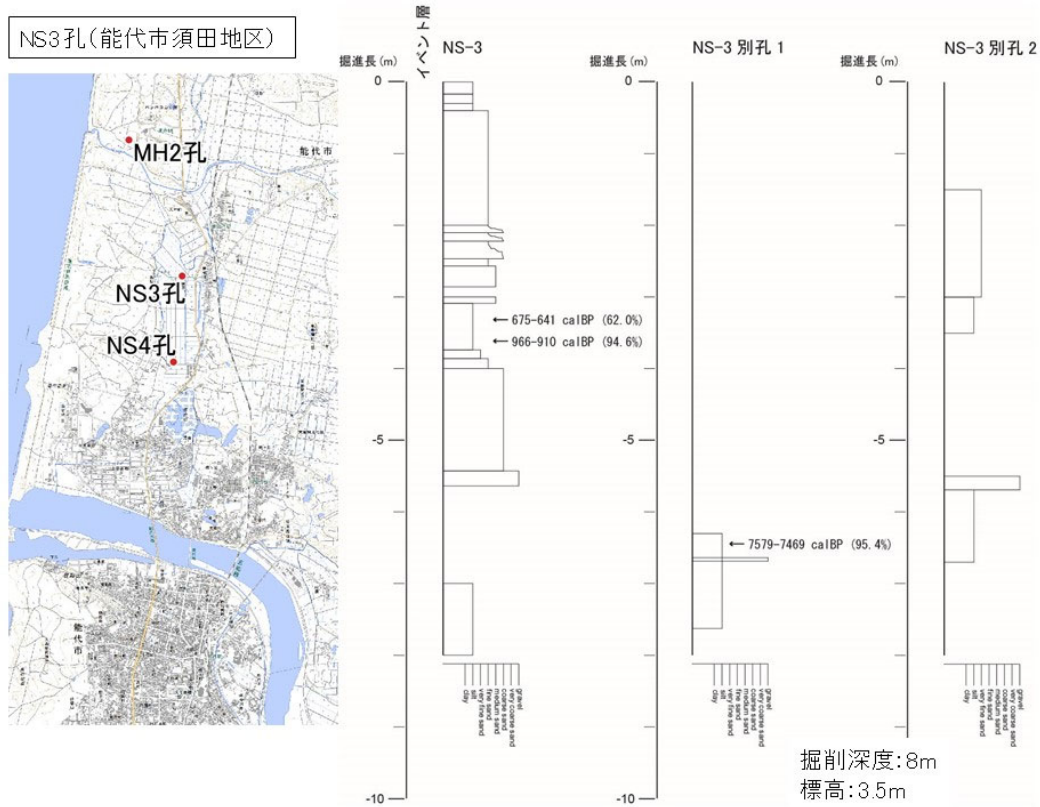 NS3孔(能代市須田地区)
MH2孔
能代市
NS3孔
NS4孔
能代市
イベント層
NS-3
NS-3 別孔 1
NS-3 別孔 2
掘進長 (m)
掘進長 (m)
掘進長 (m)
0
0
0
← 675-641 calBP (62.0%)
← 966-910 calBP (94.6%)
-5
-5
-5
← 7579-7469 calBP (95.4%)
clay
silt
very fine sand
fine sand
medium sand
coarse sand
very coarse sand
gravel
clay
silt
very fine sand
fine sand
medium sand
coarse sand
very coarse sand
gravel
clay
silt
very fine sand
fine sand
medium sand
coarse sand
very coarse sand
gravel
掘削深度:8m
標高:3.5m
-10
-10
-10